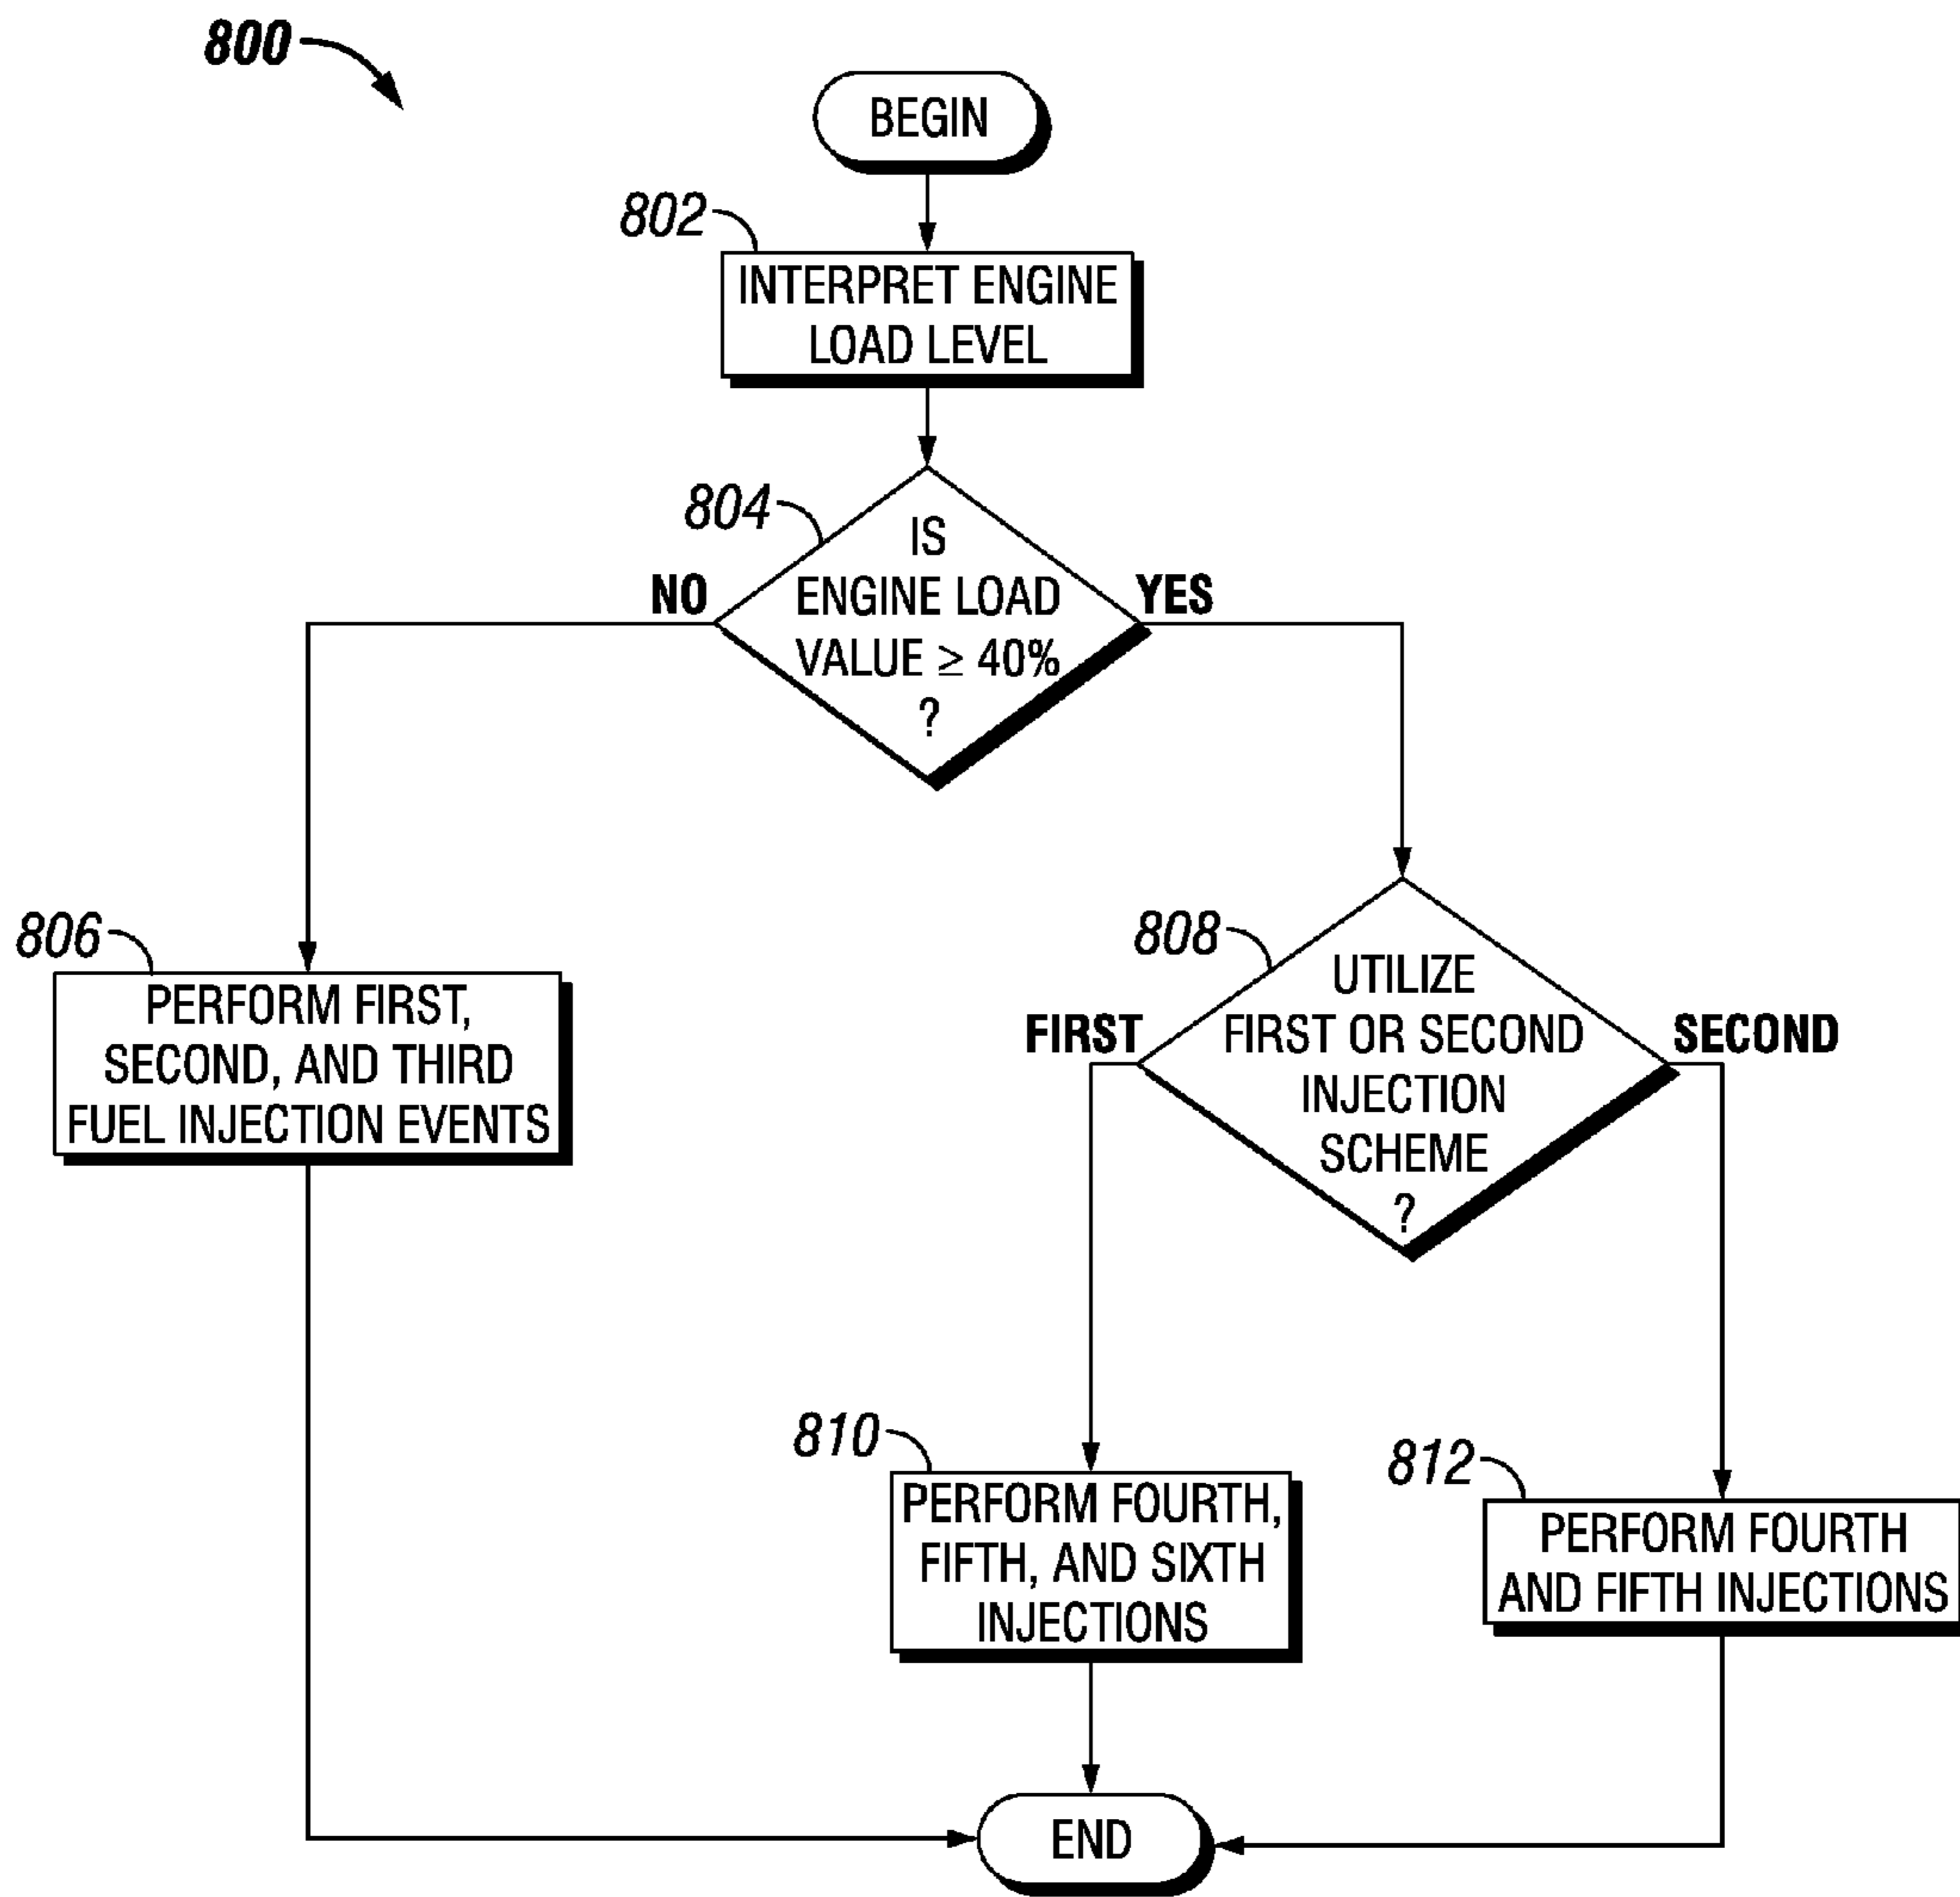 800
BEGIN
802
INTERPRET ENGINE
LOAD LEVEL
804
IS
ENGINE LOAD
VALUE ≥ 40%
?
NO
YES
806
PERFORM FIRST,
SECOND, AND THIRD
FUEL INJECTION EVENTS
808
UTILIZE
FIRST OR SECOND
INJECTION
SCHEME
?
FIRST
SECOND
810
PERFORM FOURTH,
FIFTH, AND SIXTH
INJECTIONS
812
PERFORM FOURTH
AND FIFTH INJECTIONS
END